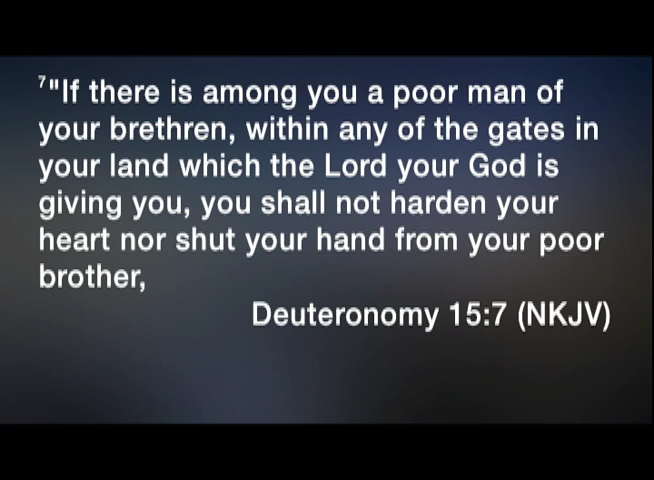 ⁷"If there is among you a poor man of
your brethren, within any of the gates in
your land which the Lord your God is
giving you, you shall not harden your
heart nor shut your hand from your poor
brother,
Deuteronomy 15:7 (NKJV)